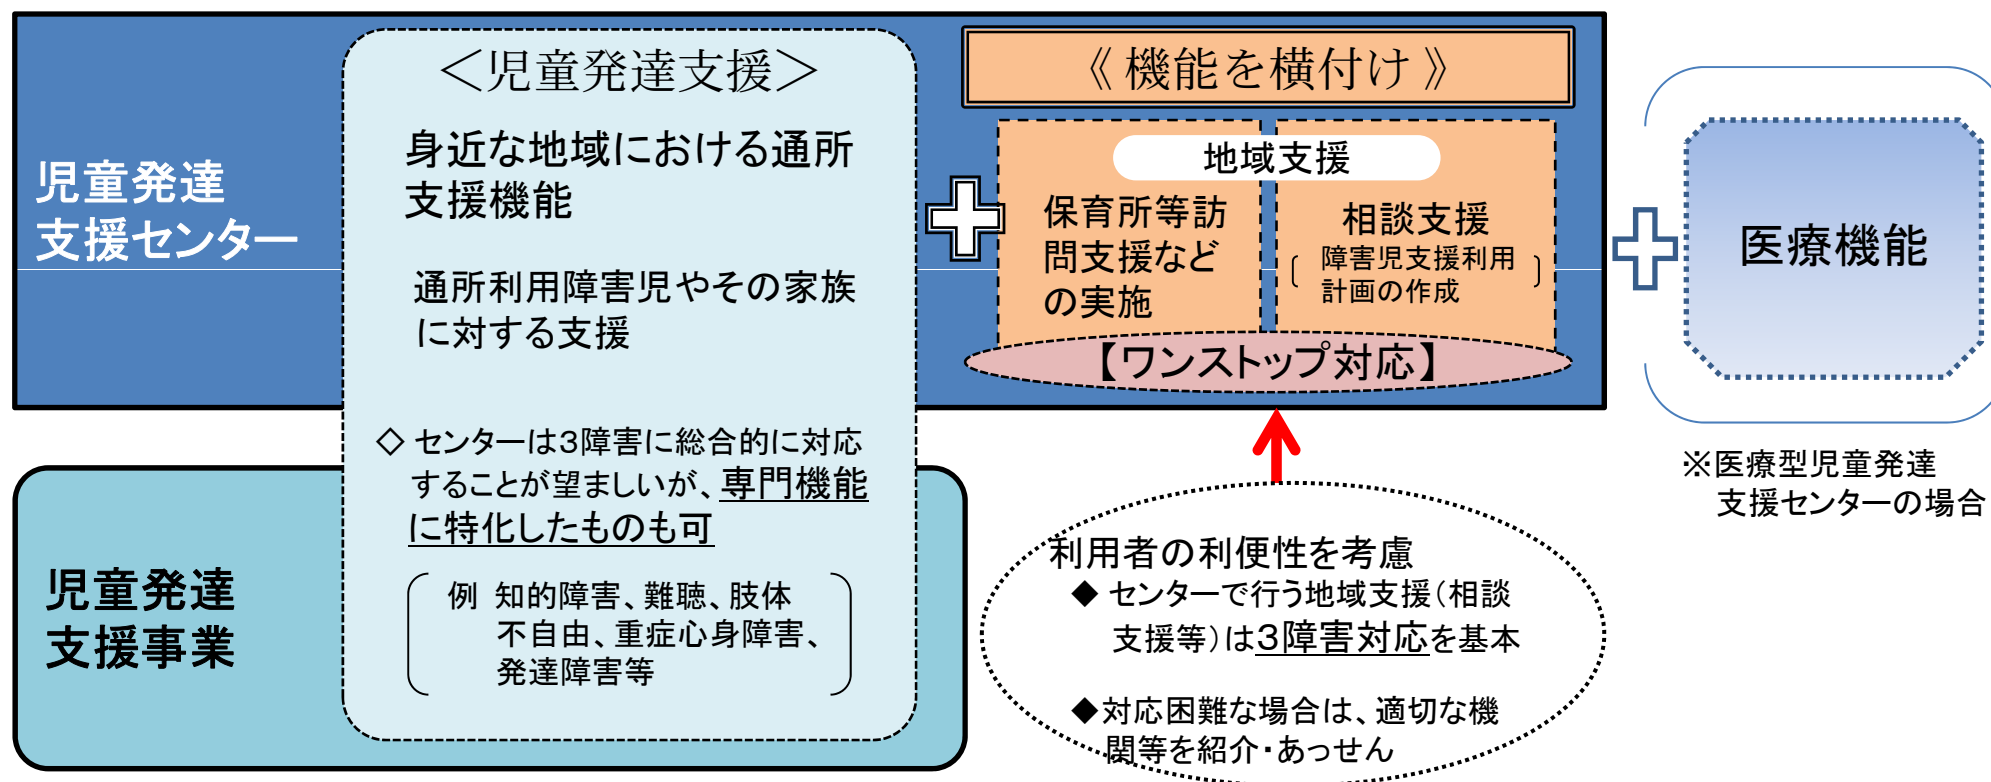 児童発達
支援センター
＜児童発達支援＞
身近な地域における通所
支援機能
通所利用障害児やその家族
に対する支援
◇ センターは３障害に総合的に対応
することが望ましいが、専門機能
に特化したものも可
例 知的障害、難聴、肢体
不自由、重症心身障害、
発達障害等
《 機能を横付け 》
地域支援
保育所等訪
問支援など
の実施
相談支援
障害児支援利用
計画の作成
【ワンストップ対応】
医療機能
※医療型児童発達
支援センターの場合
児童発達
支援事業
利用者の利便性を考慮
◆ センターで行う地域支援（相談
支援等）は３障害対応を基本
◆対応困難な場合は、適切な機
関等を紹介・あっせん